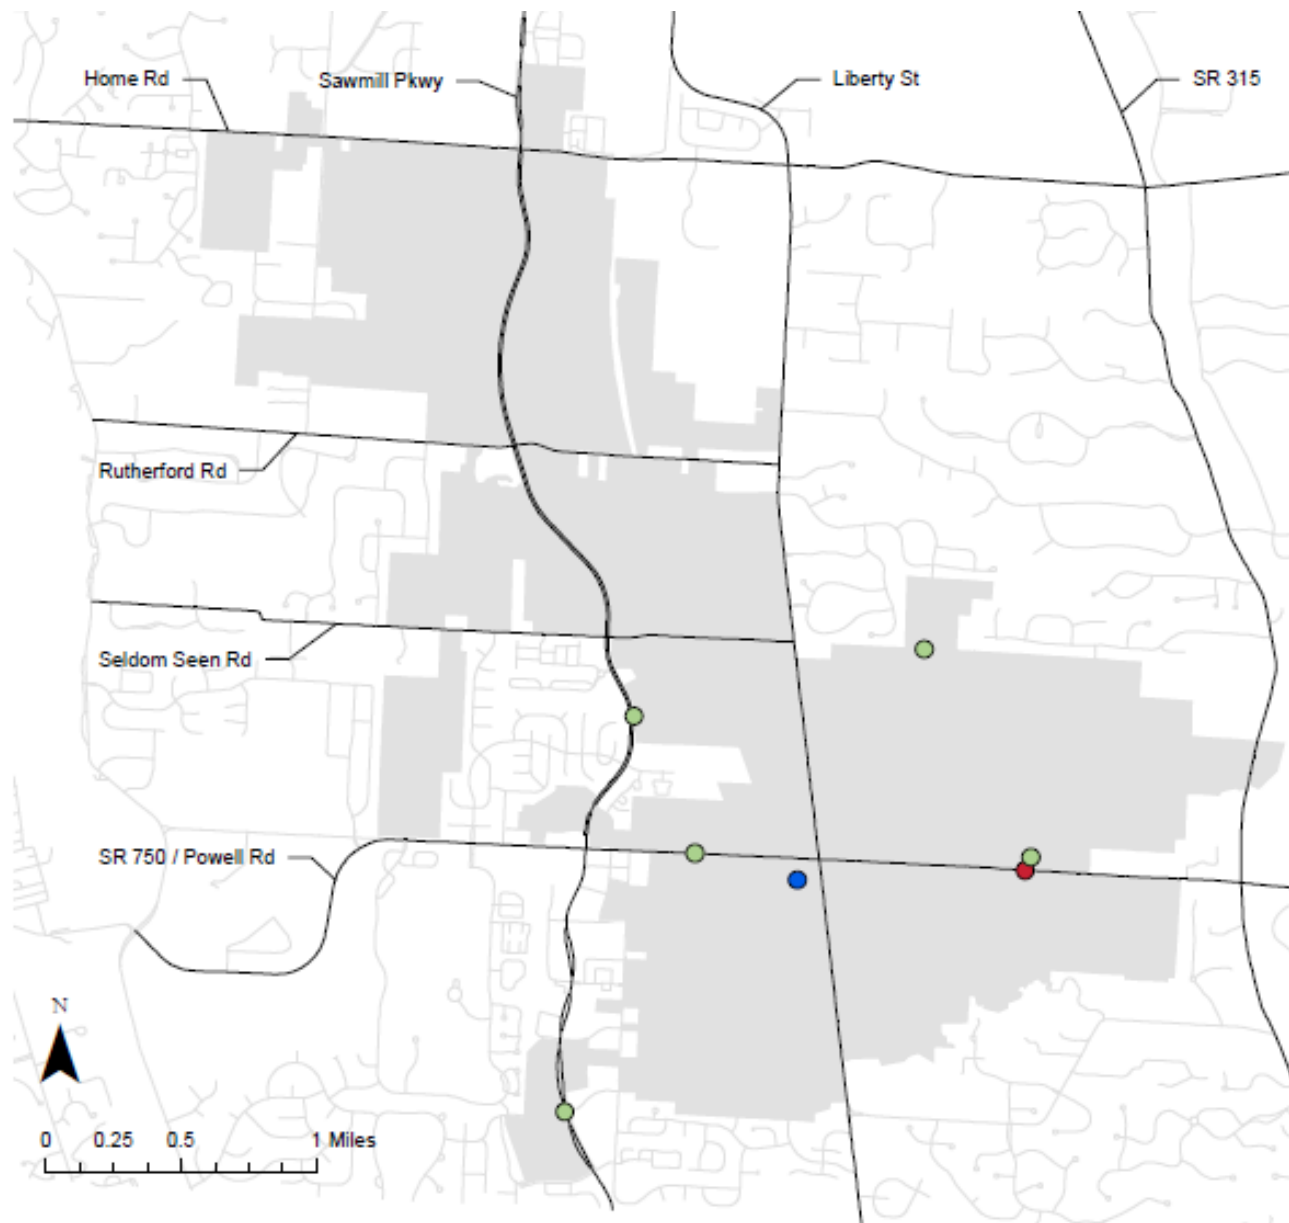 Home Rd
Sawmill Pkwy
Liberty St
SR 315
Rutherford Rd
Seldom Seen Rd
SR 750 / Powell Rd
N
0 0.25 0.5 1 Miles